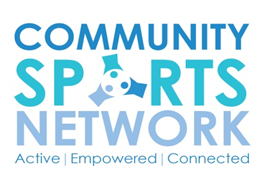 COMMUNITY
SPORTS
NETWORK
Active | Empowered | Connected